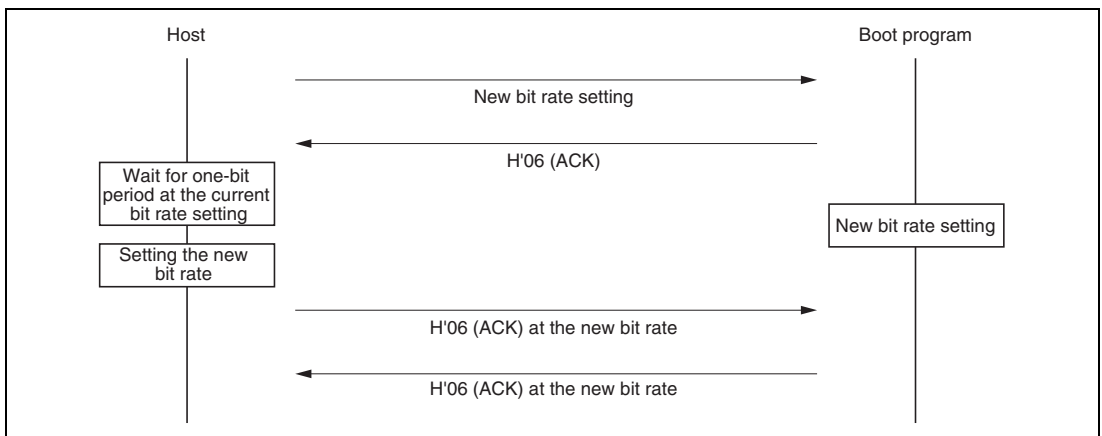 Host
Boot program
New bit rate setting
H'06 (ACK)
Wait for one-bit
period at the current
bit rate setting
New bit rate setting
Setting the new
bit rate
H'06 (ACK) at the new bit rate
H'06 (ACK) at the new bit rate